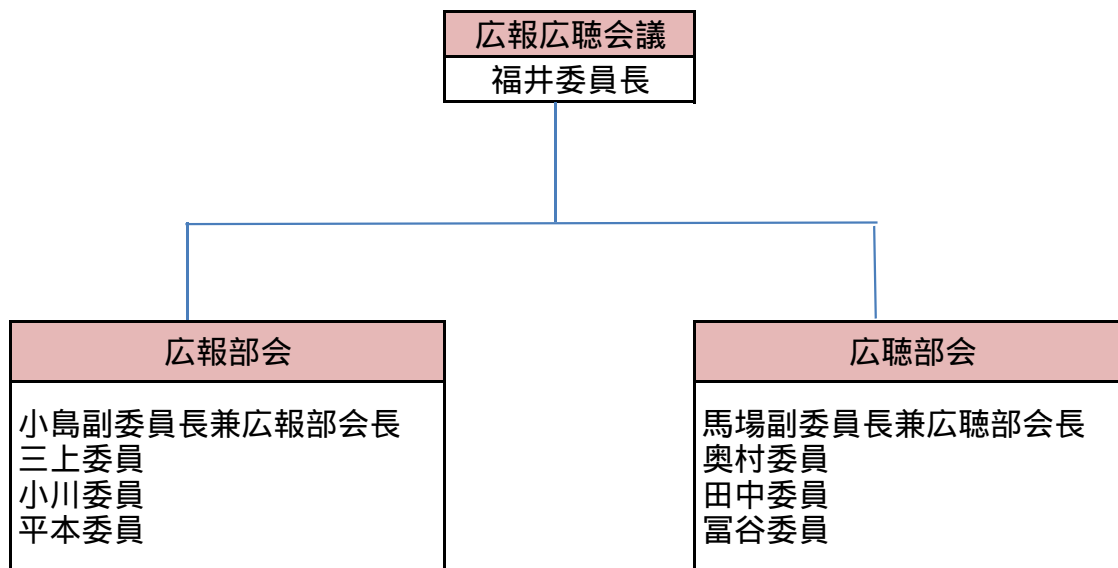 広報広聴会議
福井委員長
広報部会
小島副委員長兼広報部会長
三上委員
小川委員
平本委員
広聴部会
馬場副委員長兼広聴部会長
奥村委員
田中委員
冨谷委員